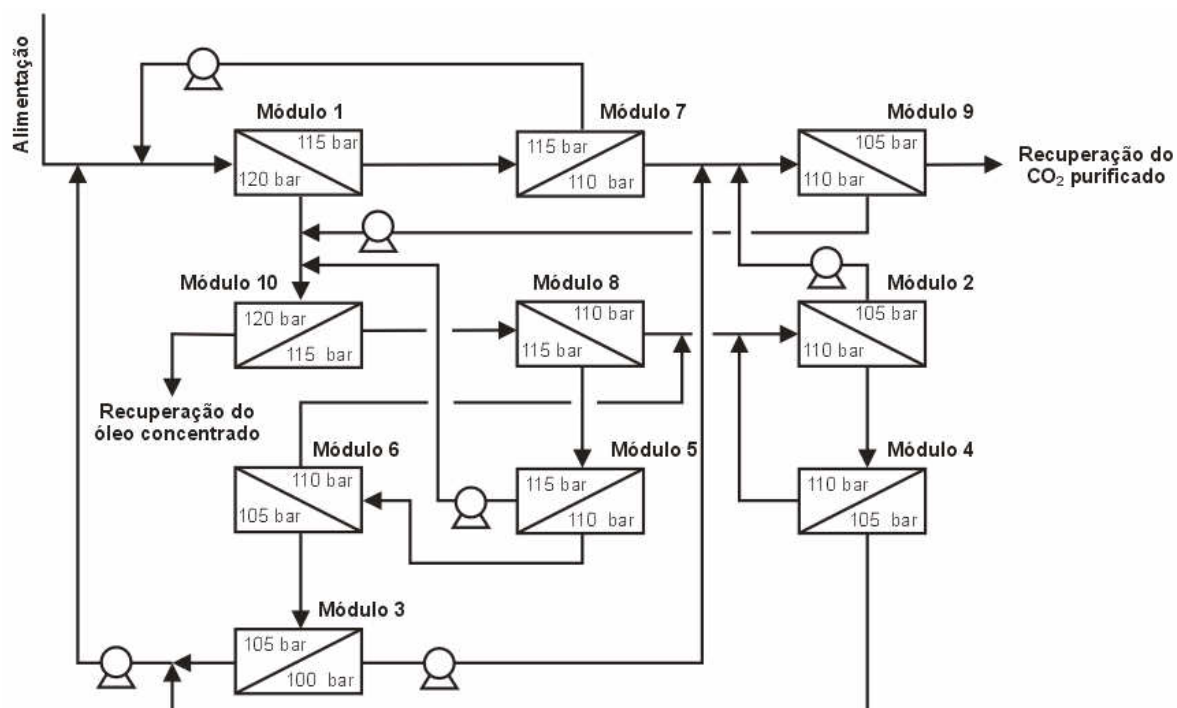 Alimentação
Módulo 1
115 bar
120 bar
Módulo 7
115 bar
110 bar
Módulo 9
105 bar
110 bar
Recuperação do
CO₂ purificado
Módulo 10
120 bar
115 bar
Módulo 8
110 bar
115 bar
Módulo 2
105 bar
110 bar
Recuperação do
óleo concentrado
Módulo 6
110 bar
105 bar
Módulo 5
115 bar
110 bar
Módulo 4
110 bar
105 bar
Módulo 3
105 bar
100 bar